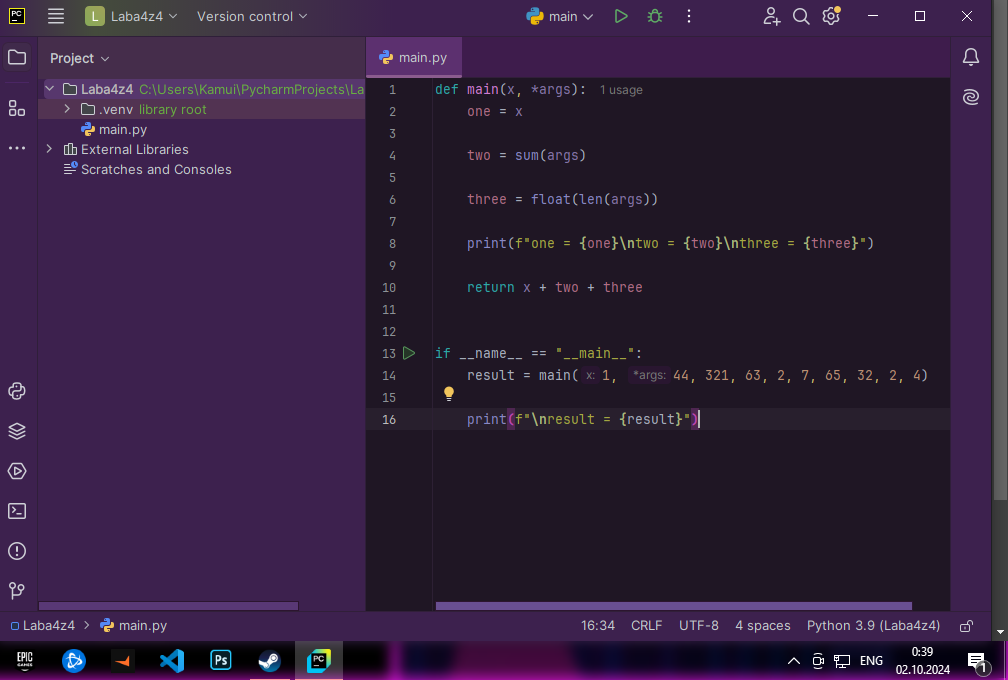 PC L Laba4z4 Version control main
Project main.py
Laba4z4 C:\Users\Kamui\PycharmProjects\La
.venv library root
main.py
External Libraries
Scratches and Consoles
1 def main(x, *args): 1 usage
2 one = x
3
4 two = sum(args)
5
6 three = float(len(args))
7
8 print(f"one = {one}\ntwo = {two}\nthree = {three}")
9
10 return x + two + three
11
12
13 if __name__ == "__main__":
14 result = main( x: 1, *args: 44, 321, 63, 2, 7, 65, 32, 2, 4)
15
16 print(f"\nresult = {result}")
Laba4z4 > main.py 16:34 CRLF UTF-8 4 spaces Python 3.9 (Laba4z4)
EPIC GAMES Ps PC ENG 0:39
02.10.2024 1